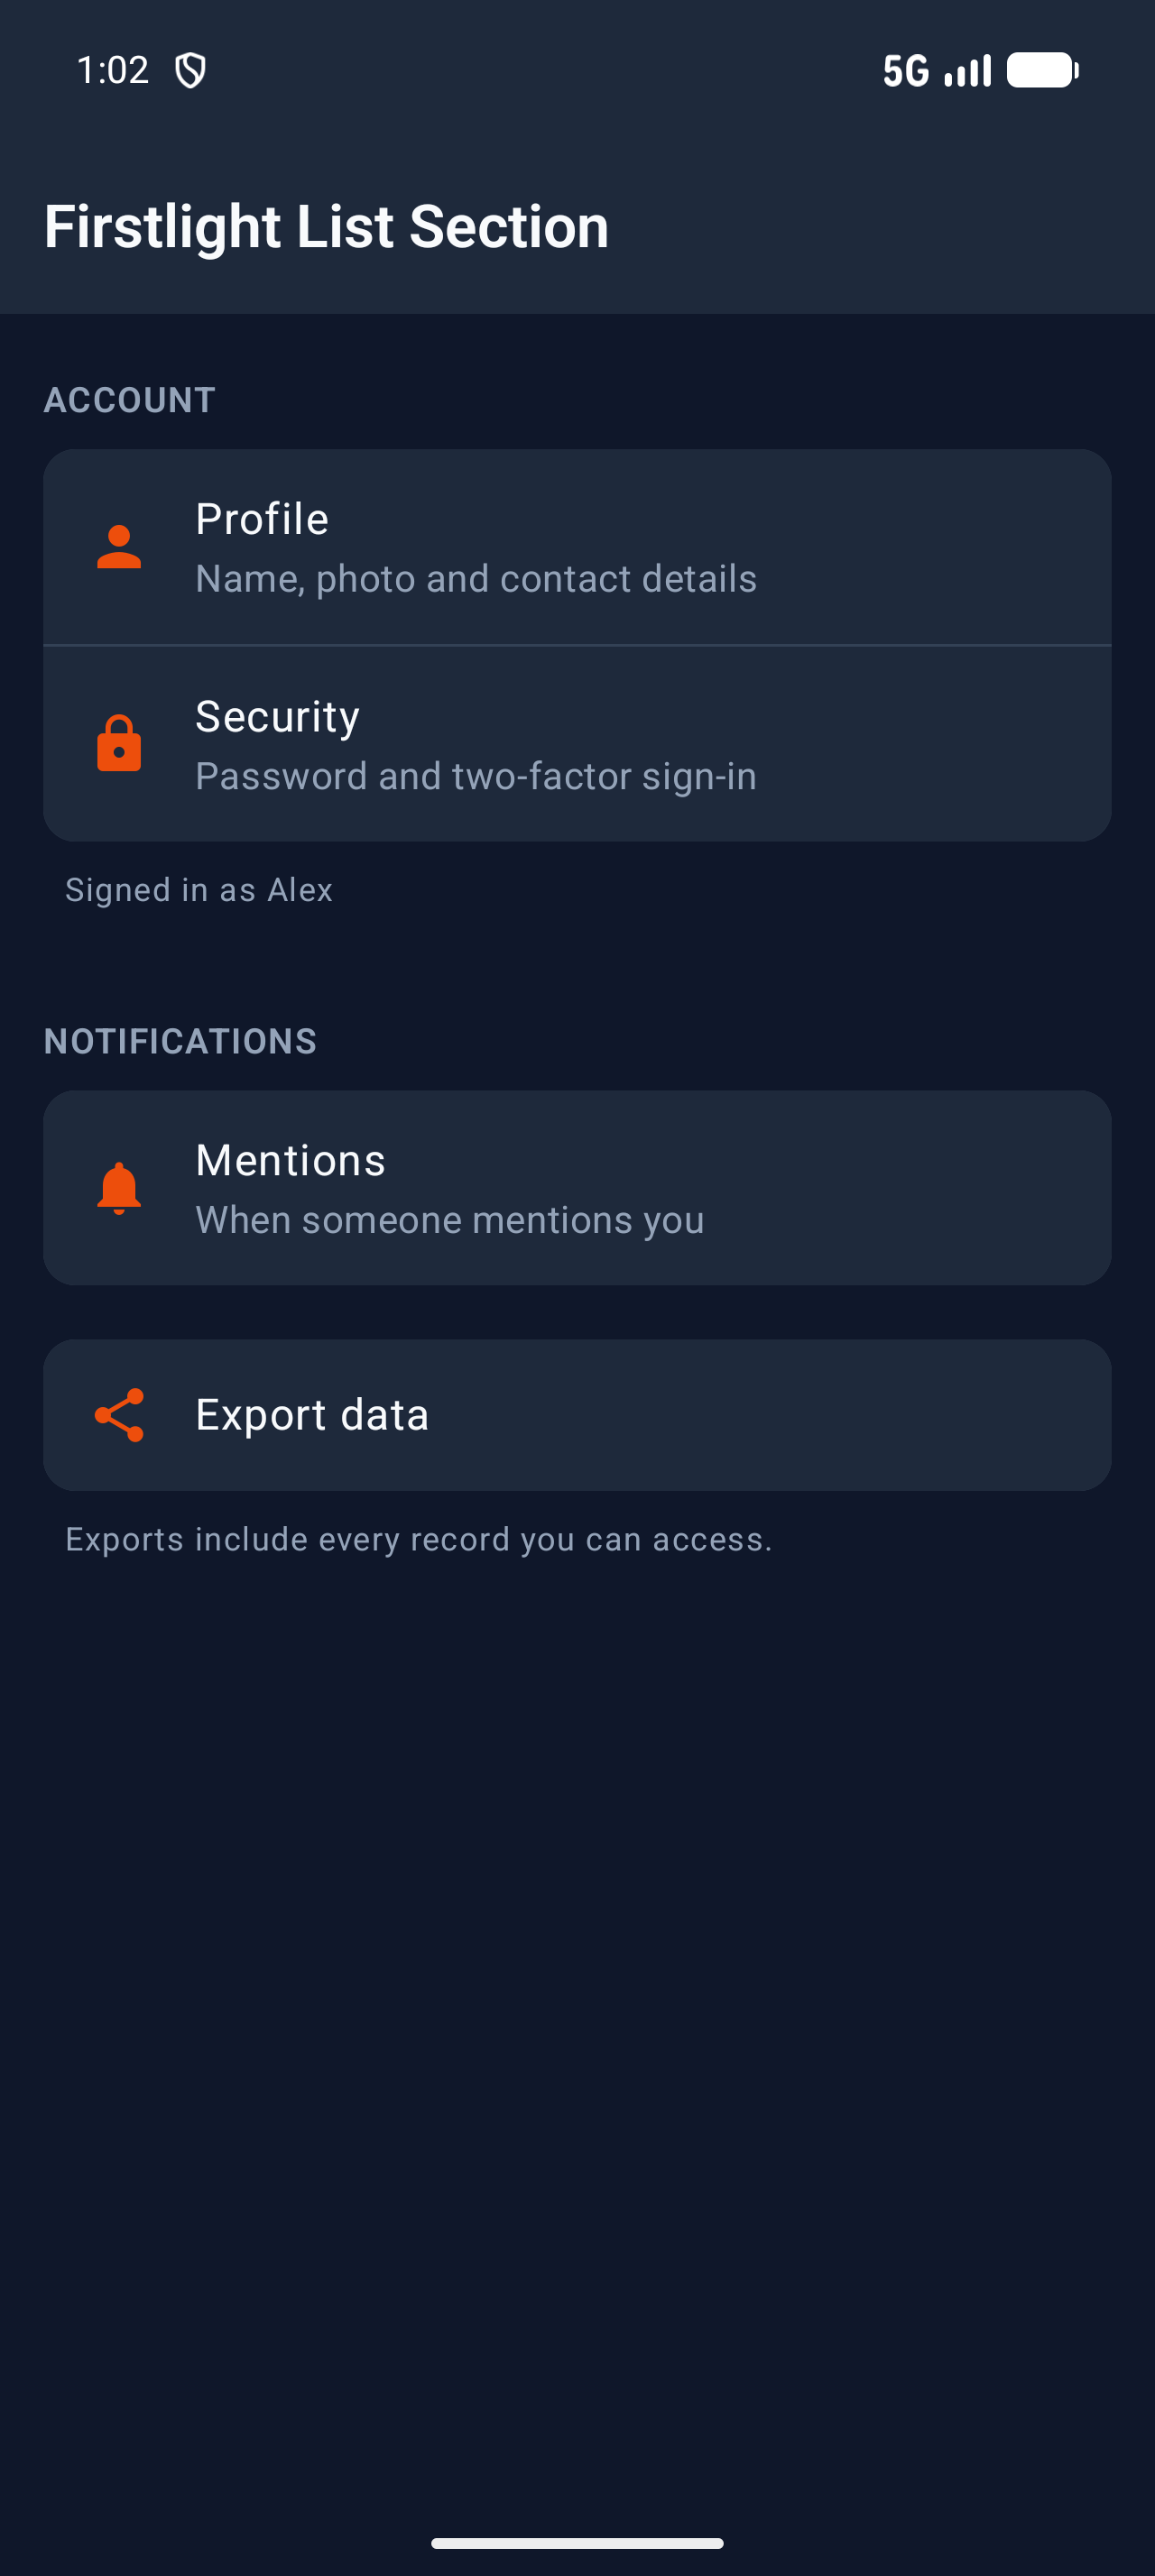 1:02
5G
Firstlight List Section
ACCOUNT
Profile
Name, photo and contact details
Security
Password and two-factor sign-in
Signed in as Alex
NOTIFICATIONS
Mentions
When someone mentions you
Export data
Exports include every record you can access.